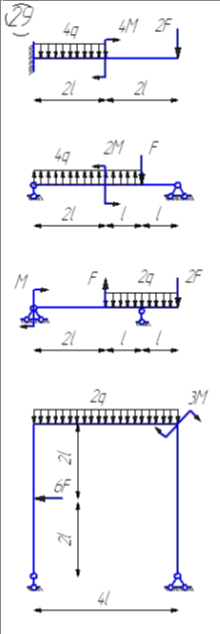 29
4q 4M 2F
2l 2l
4q 2M F
2l l l
M F 2q 2F
2l l l
2q
3M
2l
6F
2l
4l